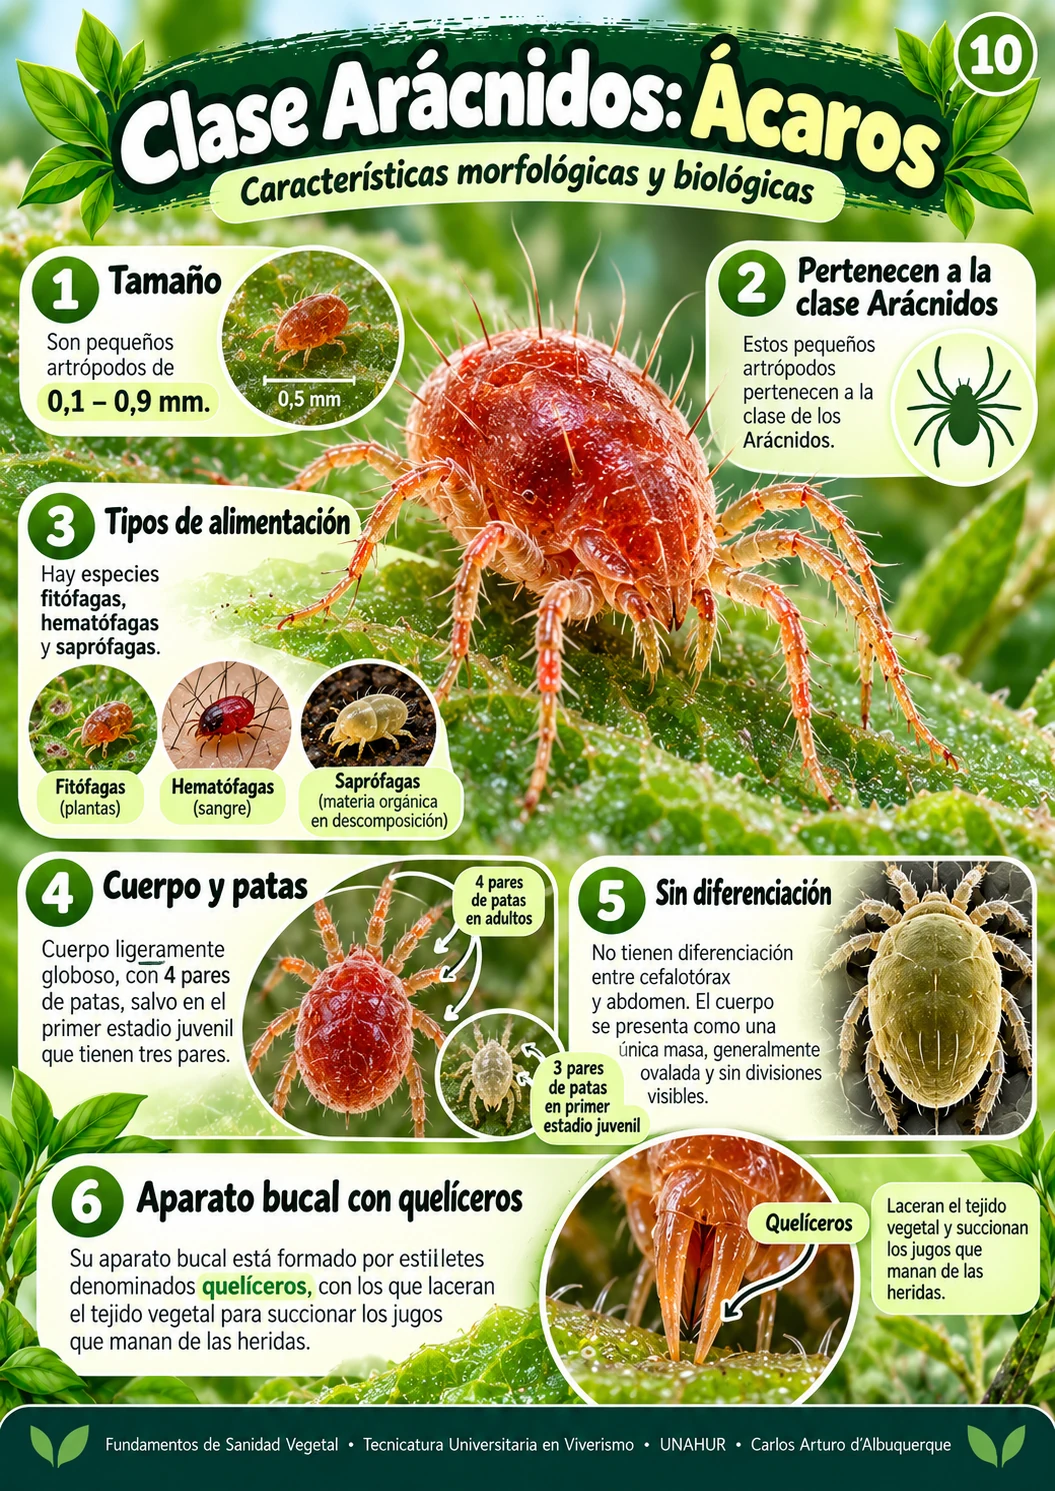 10
Clase Arácnidos: Ácaros
Características morfológicas y biológicas
1 Tamaño
Son pequeños
artrópodos de
0,1 – 0,9 mm.
0,5 mm
2 Pertenecen a la
clase Arácnidos
Estos pequeños
artrópodos
pertenecen a la
clase de los
Arácnidos.
3 Tipos de alimentación
Hay especies
fitófagas,
hematófagas
y saprófagas.
Fitófagas
(plantas)
Hematófagas
(sangre)
Saprófagas
(materia orgánica
en descomposición)
4 Cuerpo y patas
Cuerpo ligeramente
globoso, con 4 pares
de patas, salvo en el
primer estadio juvenil
que tienen tres pares.
4 pares
de patas
en adultos
3 pares
de patas
en primer
estadio juvenil
5 Sin diferenciación
No tienen diferenciación
entre cefalotórax
y abdomen. El cuerpo
se presenta como una
única masa, generalmente
ovalada y sin divisiones
visibles.
6 Aparato bucal con quelíceros
Su aparato bucal está formado por estilletes
denominados quelíceros, con los que laceran
el tejido vegetal para succionar los jugos
que manan de las heridas.
Quelíceros
Laceran el tejido
vegetal y succionan
los jugos que
manan de las
heridas.
Fundamentos de Sanidad Vegetal • Tecnicatura Universitaria en Viverismo • UNAHUR • Carlos Arturo d’Albuquerque